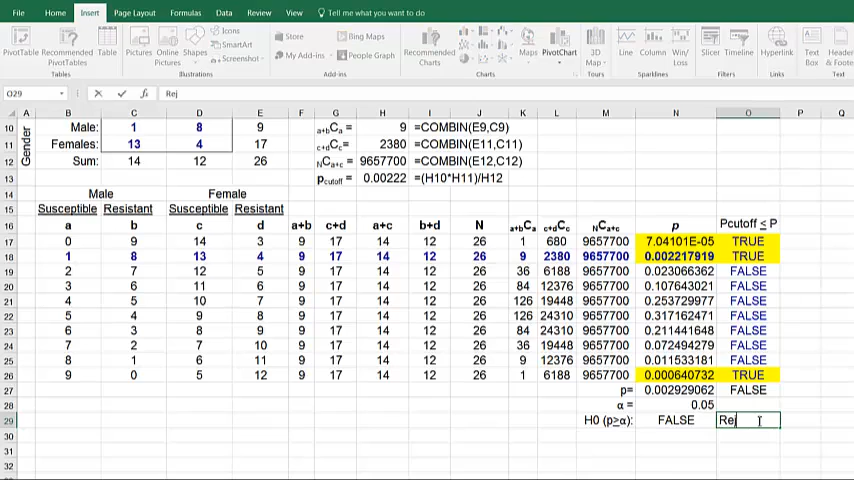 File Home Insert Page Layout Formulas Data Review View Tell me what you want to do
PivotTable Recommended PivotTables Table Pictures Online Pictures Shapes Icons SmartArt Screenshot Store My Add-ins Bing Maps People Graph Recommended Charts Maps PivotChart 3D Map Line Column Win/Loss Slicer Timeline Hyperlink Text Box Header & Footer
Tables Illustrations Add-ins Charts Tours Sparklines Filters Links Text
O29 fx Rej
A B C D E F G H I J K L M N O P Q
10 Male: 1 8 9 a+bCa = 9 =COMBIN(E9,C9)
Gender
11 Females: 13 4 17 c+dCc= 2380 =COMBIN(E11,C11)
12 Sum: 14 12 26 NCa+c = 9657700 =COMBIN(E12,C12)
13 pcutoff = 0.00222 =(H10*H11)/H12
14 Male Female
15 Susceptible Resistant Susceptible Resistant
16 a b c d a+b c+d a+c b+d N a+bCa c+dCc NCa+c p Pcutoff ≤ P
17 0 9 14 3 9 17 14 12 26 1 680 9657700 7.04101E-05 TRUE
18 1 8 13 4 9 17 14 12 26 9 2380 9657700 0.002217919 TRUE
19 2 7 12 5 9 17 14 12 26 36 6188 9657700 0.023066362 FALSE
20 3 6 11 6 9 17 14 12 26 84 12376 9657700 0.107643021 FALSE
21 4 5 10 7 9 17 14 12 26 126 19448 9657700 0.253729977 FALSE
22 5 4 9 8 9 17 14 12 26 126 24310 9657700 0.317162471 FALSE
23 6 3 8 9 9 17 14 12 26 84 24310 9657700 0.211441648 FALSE
24 7 2 7 10 9 17 14 12 26 36 19448 9657700 0.072494279 FALSE
25 8 1 6 11 9 17 14 12 26 9 12376 9657700 0.011533181 FALSE
26 9 0 5 12 9 17 14 12 26 1 6188 9657700 0.000640732 TRUE
27 p= 0.002929062 FALSE
28 α = 0.05
29 H0 (p≥α): FALSE Rej
30
31
32